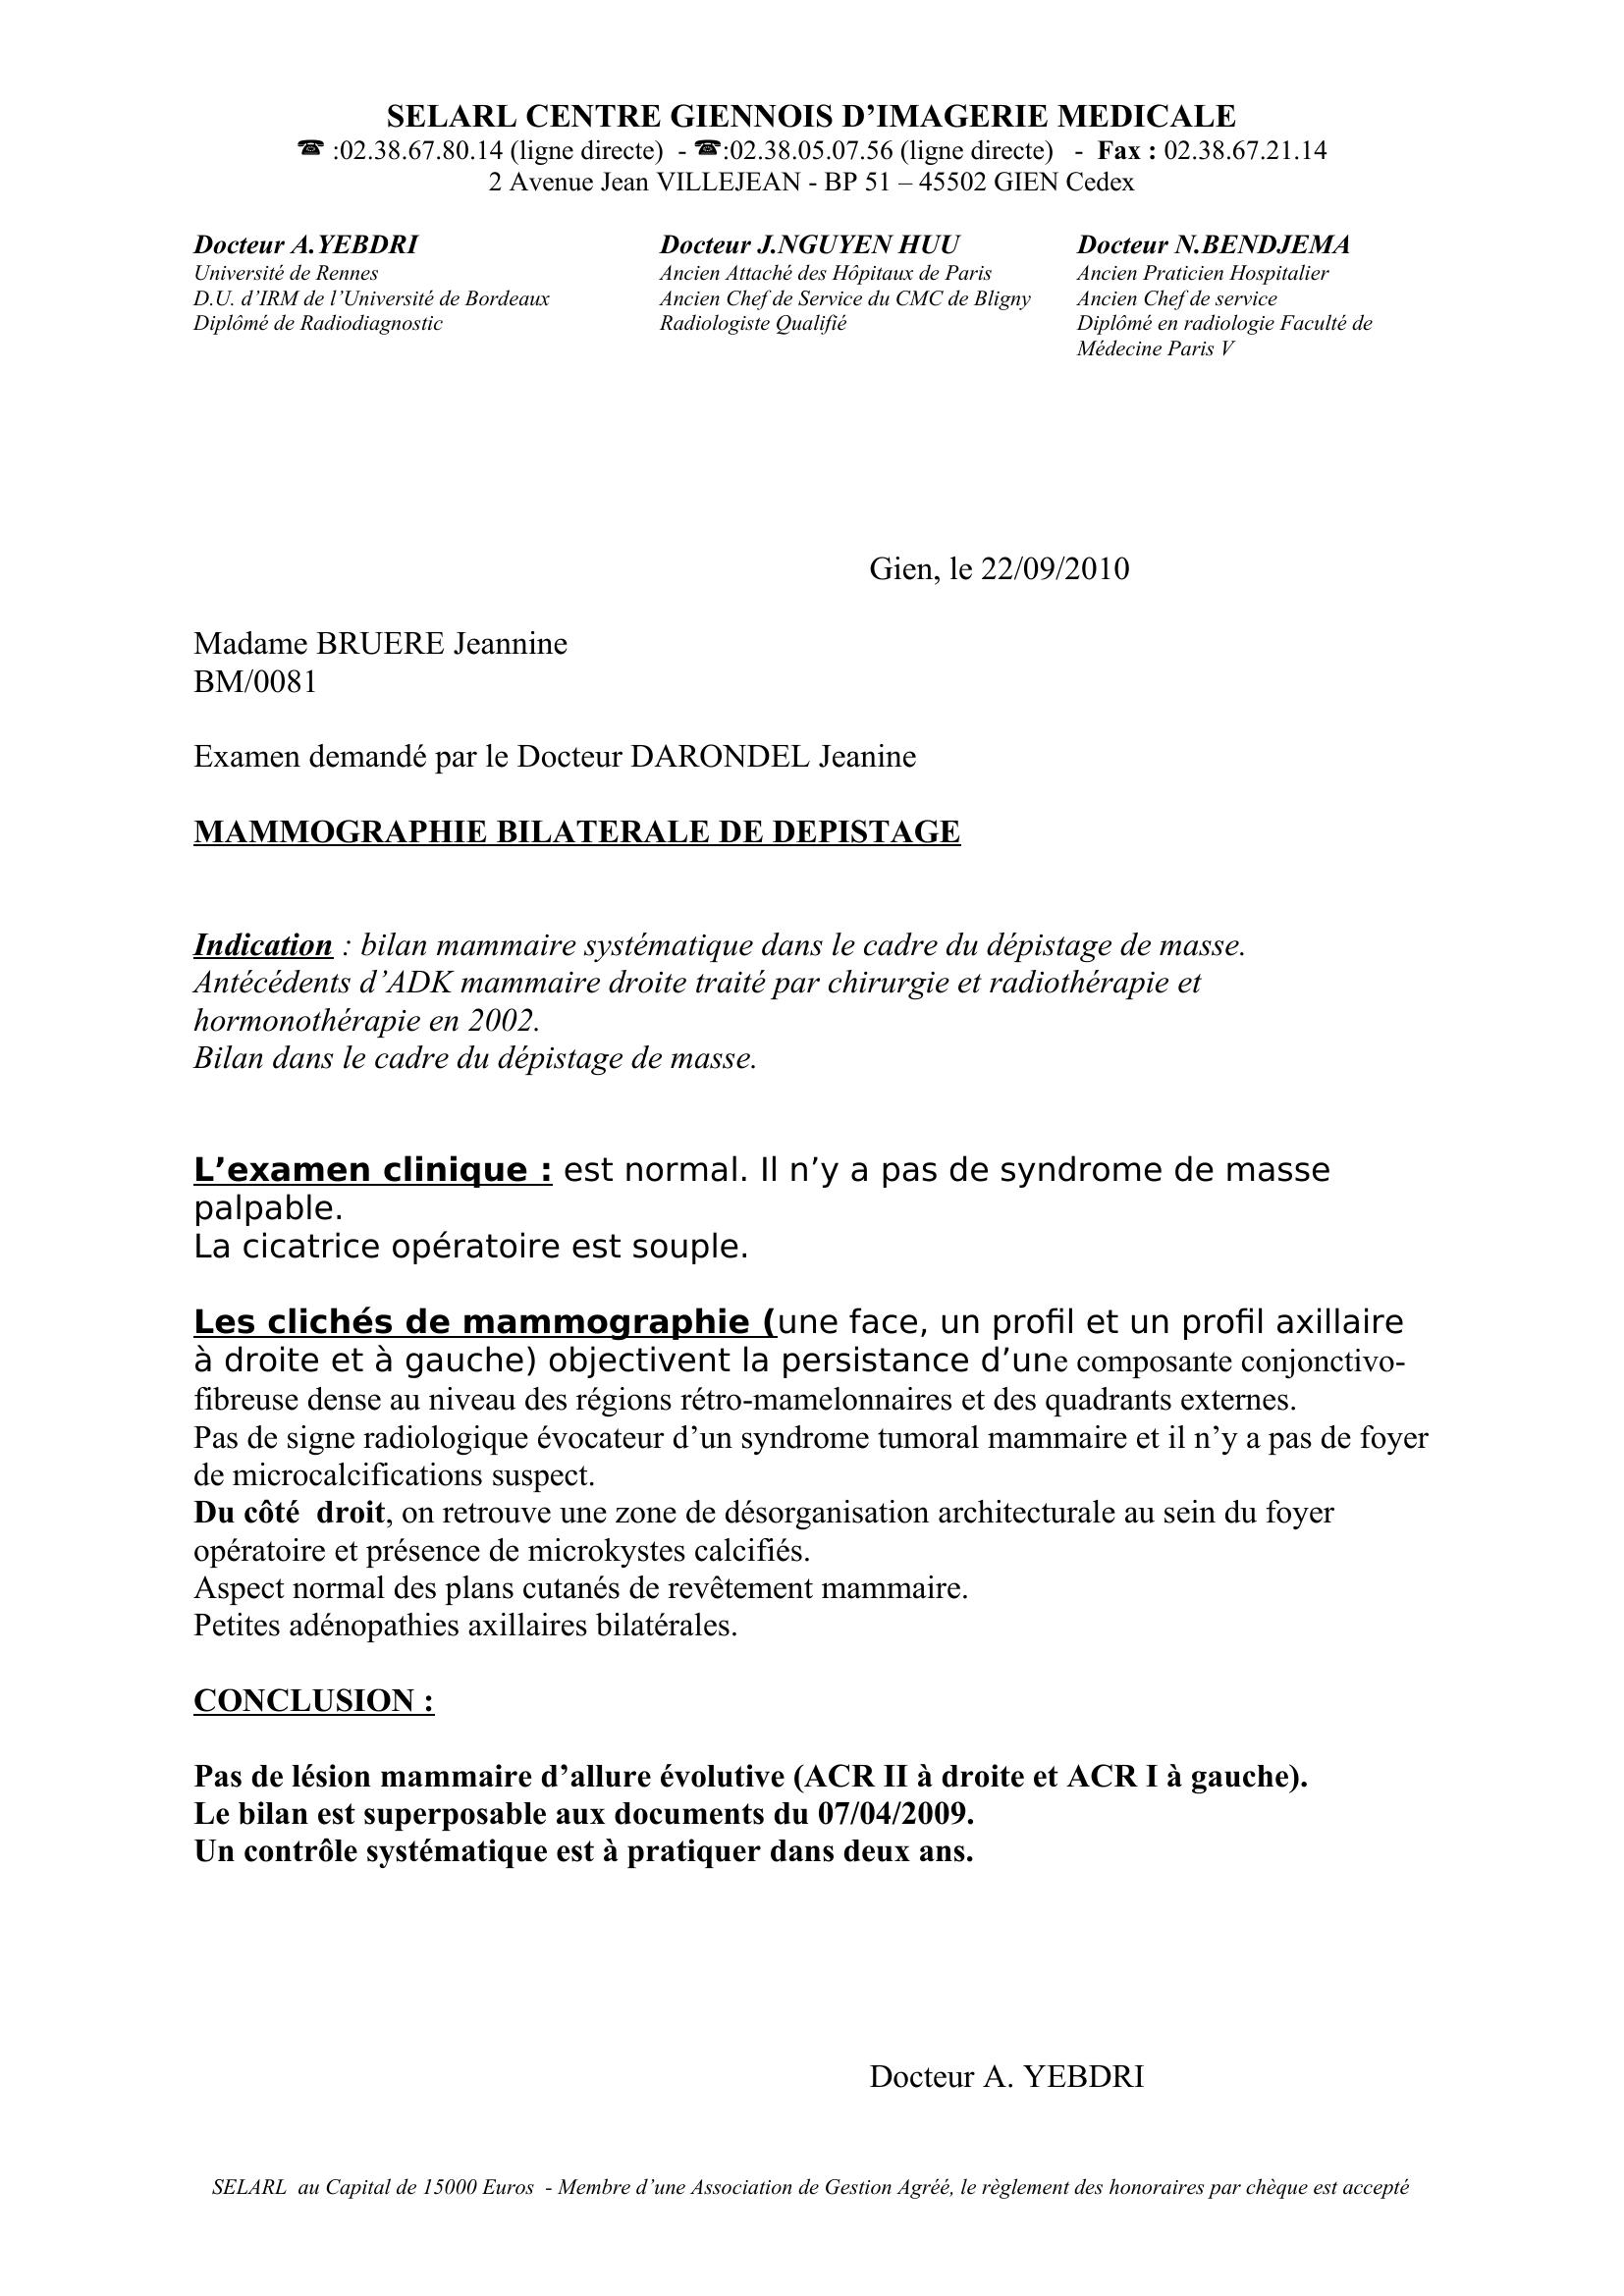 SELARL CENTRE GIENNOIS D’IMAGERIE MEDICALE
☎ :02.38.67.80.14 (ligne directe) - ☎:02.38.05.07.56 (ligne directe) - Fax : 02.38.67.21.14
2 Avenue Jean VILLEJEAN - BP 51 – 45502 GIEN Cedex
Docteur A.YEBDRI
Université de Rennes
D.U. d’IRM de l’Université de Bordeaux
Diplômé de Radiodiagnostic
Docteur J.NGUYEN HUU
Ancien Attaché des Hôpitaux de Paris
Ancien Chef de Service du CMC de Bligny
Radiologiste Qualifié
Docteur N.BENDJEMA
Ancien Praticien Hospitalier
Ancien Chef de service
Diplômé en radiologie Faculté de
Médecine Paris V
Gien, le 22/09/2010
Madame BRUERE Jeannine
BM/0081
Examen demandé par le Docteur DARONDEL Jeanine
MAMMOGRAPHIE BILATERALE DE DEPISTAGE
Indication : bilan mammaire systématique dans le cadre du dépistage de masse.
Antécédents d’ADK mammaire droite traité par chirurgie et radiothérapie et
hormonothérapie en 2002.
Bilan dans le cadre du dépistage de masse.
L’examen clinique : est normal. Il n’y a pas de syndrome de masse
palpable.
La cicatrice opératoire est souple.
Les clichés de mammographie (une face, un profil et un profil axillaire
à droite et à gauche) objectivent la persistance d’une composante conjonctivo-
fibreuse dense au niveau des régions rétro-mamelonnaires et des quadrants externes.
Pas de signe radiologique évocateur d’un syndrome tumoral mammaire et il n’y a pas de foyer
de microcalcifications suspect.
Du côté  droit, on retrouve une zone de désorganisation architecturale au sein du foyer
opératoire et présence de microkystes calcifiés.
Aspect normal des plans cutanés de revêtement mammaire.
Petites adénopathies axillaires bilatérales.
CONCLUSION :
Pas de lésion mammaire d’allure évolutive (ACR II à droite et ACR I à gauche).
Le bilan est superposable aux documents du 07/04/2009.
Un contrôle systématique est à pratiquer dans deux ans.
Docteur A. YEBDRI
SELARL  au Capital de 15000 Euros  - Membre d’une Association de Gestion Agréé, le règlement des honoraires par chèque est accepté